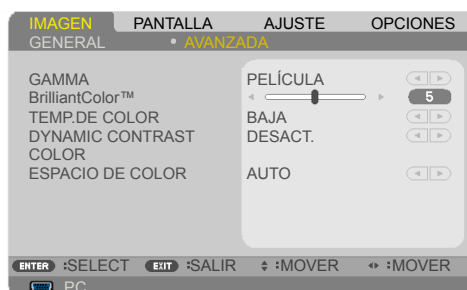 IMAGEN PANTALLA AJUSTE OPCIONES
GENERAL • AVANZADA
GAMMA PELÍCULA
BrilliantColor™ 5
TEMP.DE COLOR BAJA
DYNAMIC CONTRAST DESACT.
COLOR
ESPACIO DE COLOR AUTO
ENTER :SELECT EXIT :SALIR :MOVER :MOVER
PC